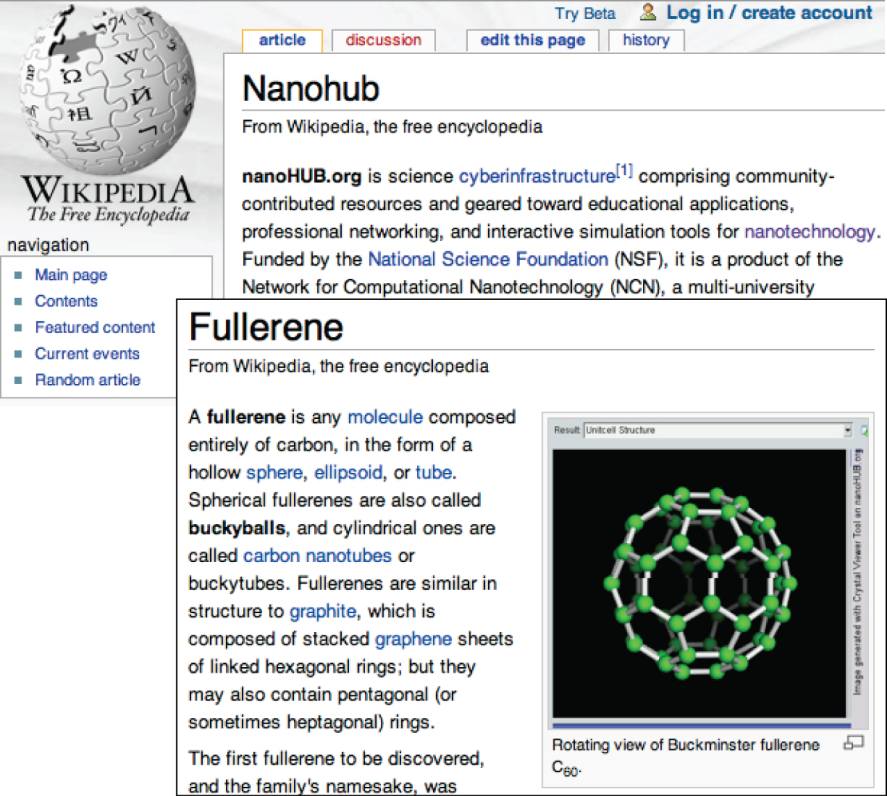 Try Beta Log in / create account
article discussion edit this page history
WIKIPEDIA
The Free Encyclopedia
navigation
Main page
Contents
Featured content
Current events
Random article
Nanohub
From Wikipedia, the free encyclopedia
nanoHUB.org is science cyberinfrastructure[1] comprising community-
contributed resources and geared toward educational applications,
professional networking, and interactive simulation tools for nanotechnology.
Funded by the National Science Foundation (NSF), it is a product of the
Network for Computational Nanotechnology (NCN), a multi-university
Fullerene
From Wikipedia, the free encyclopedia
A fullerene is any molecule composed
entirely of carbon, in the form of a
hollow sphere, ellipsoid, or tube.
Spherical fullerenes are also called
buckyballs, and cylindrical ones are
called carbon nanotubes or
buckytubes. Fullerenes are similar in
structure to graphite, which is
composed of stacked graphene sheets
of linked hexagonal rings; but they
may also contain pentagonal (or
sometimes heptagonal) rings.
The first fullerene to be discovered,
and the family's namesake, was
Result: Unitcell Structure
Image generated with Crystal Viewer Tool on nanoHUB.org
Rotating view of Buckminster fullerene
C60.